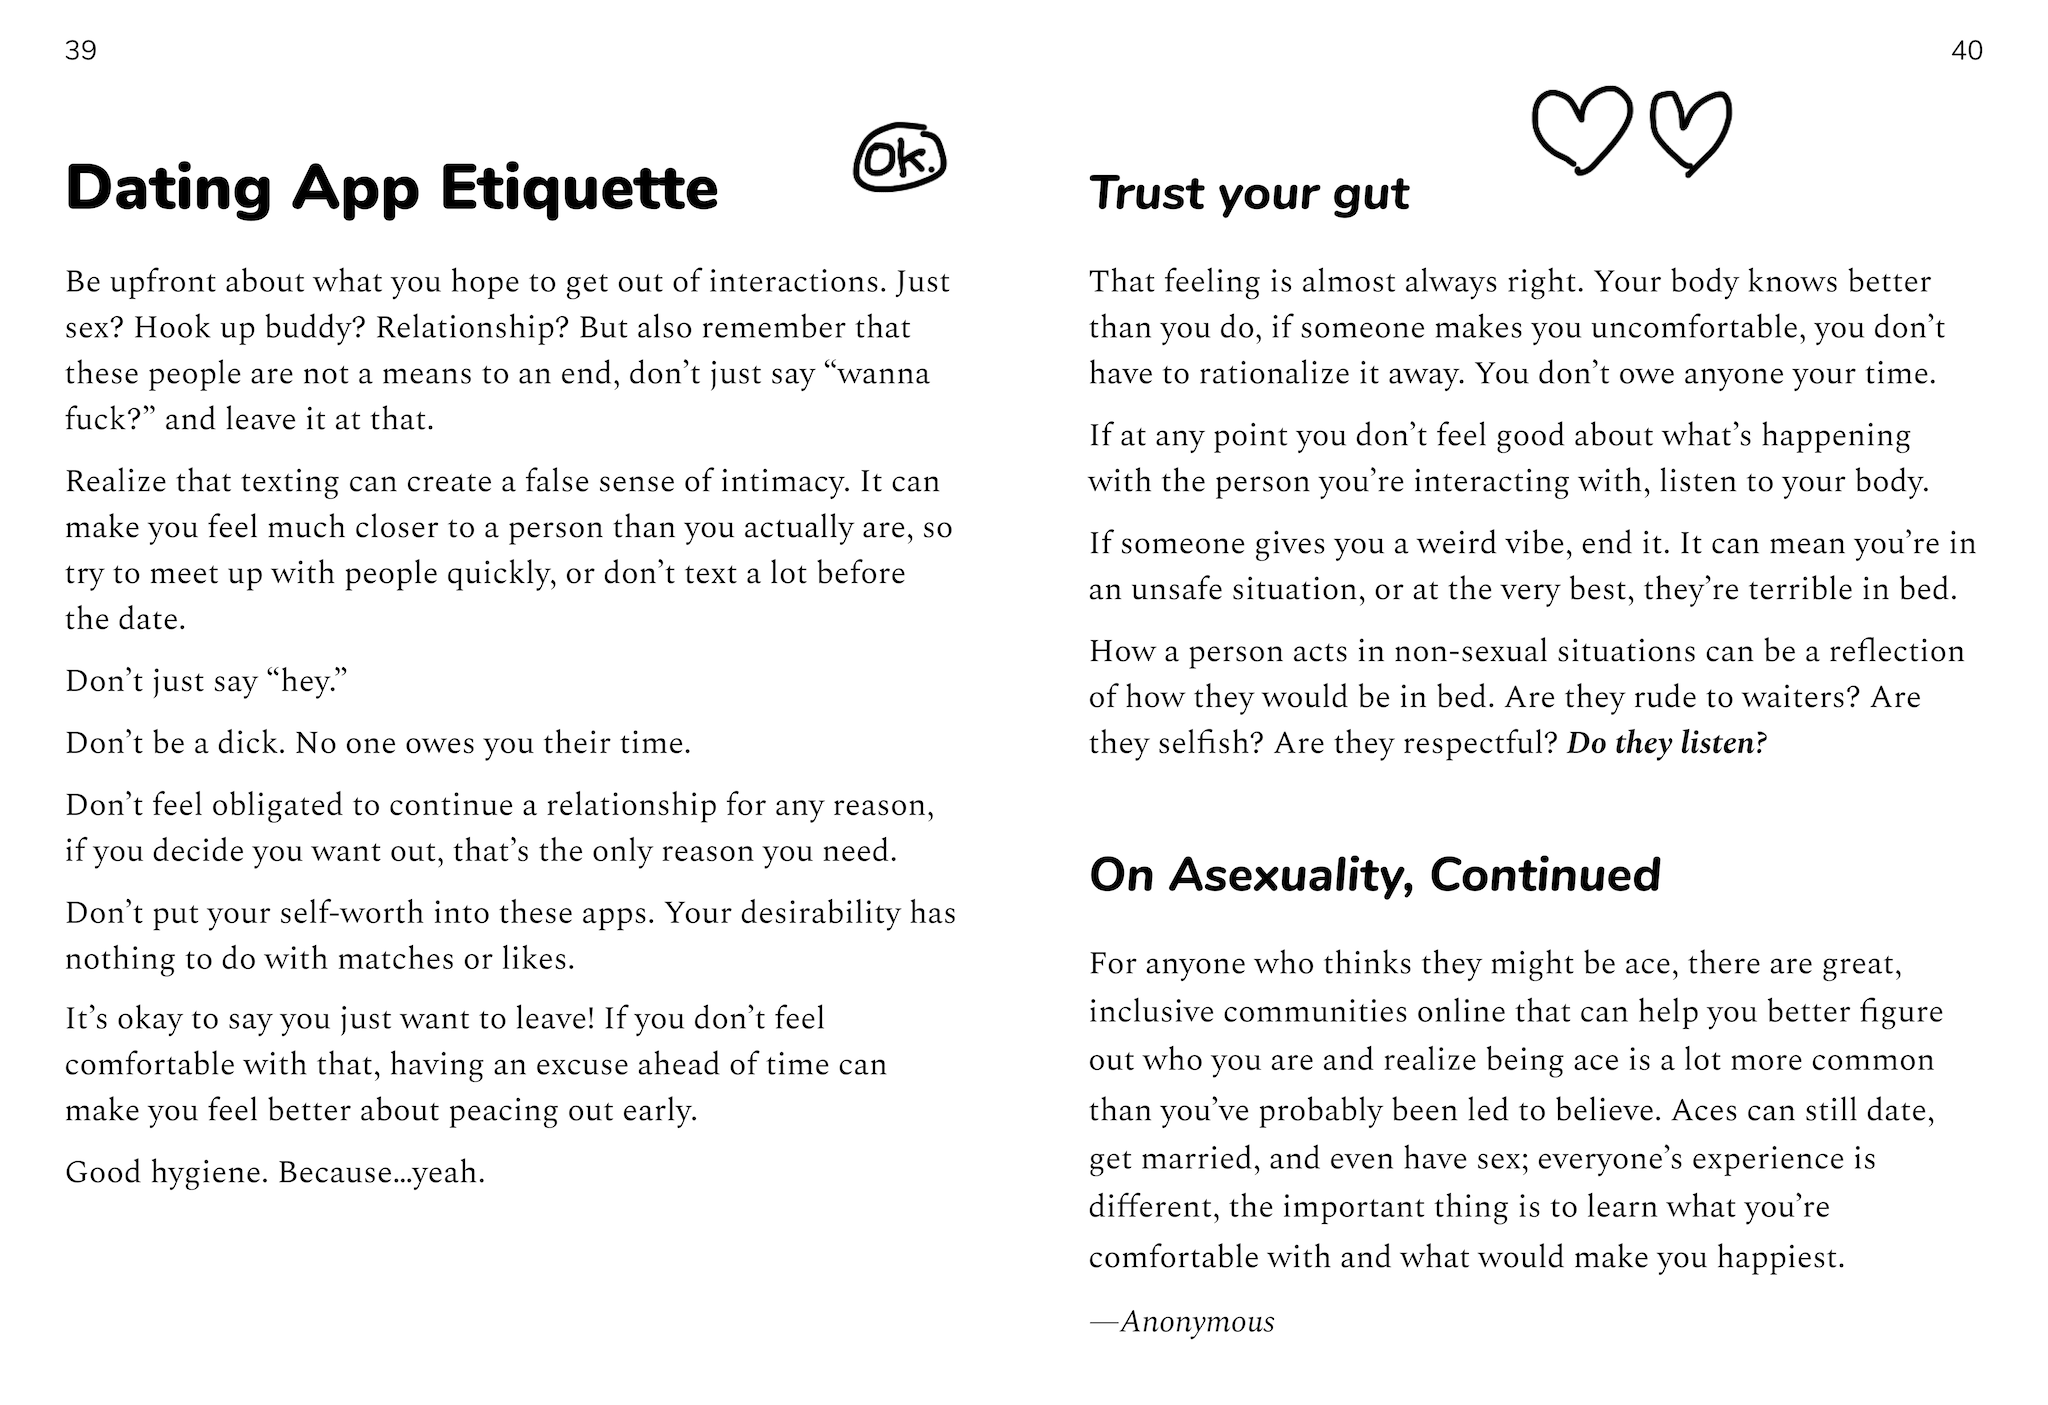 39
Dating App Etiquette
Ok.
Be upfront about what you hope to get out of interactions. Just
sex? Hook up buddy? Relationship? But also remember that
these people are not a means to an end, don’t just say “wanna
fuck?” and leave it at that.
Realize that texting can create a false sense of intimacy. It can
make you feel much closer to a person than you actually are, so
try to meet up with people quickly, or don’t text a lot before
the date.
Don’t just say “hey.”
Don’t be a dick. No one owes you their time.
Don’t feel obligated to continue a relationship for any reason,
if you decide you want out, that’s the only reason you need.
Don’t put your self-worth into these apps. Your desirability has
nothing to do with matches or likes.
It’s okay to say you just want to leave! If you don’t feel
comfortable with that, having an excuse ahead of time can
make you feel better about peacing out early.
Good hygiene. Because…yeah.
40
Trust your gut
That feeling is almost always right. Your body knows better
than you do, if someone makes you uncomfortable, you don’t
have to rationalize it away. You don’t owe anyone your time.
If at any point you don’t feel good about what’s happening
with the person you’re interacting with, listen to your body.
If someone gives you a weird vibe, end it. It can mean you’re in
an unsafe situation, or at the very best, they’re terrible in bed.
How a person acts in non-sexual situations can be a reflection
of how they would be in bed. Are they rude to waiters? Are
they selfish? Are they respectful? Do they listen?
On Asexuality, Continued
For anyone who thinks they might be ace, there are great,
inclusive communities online that can help you better figure
out who you are and realize being ace is a lot more common
than you’ve probably been led to believe. Aces can still date,
get married, and even have sex; everyone’s experience is
different, the important thing is to learn what you’re
comfortable with and what would make you happiest.
—Anonymous